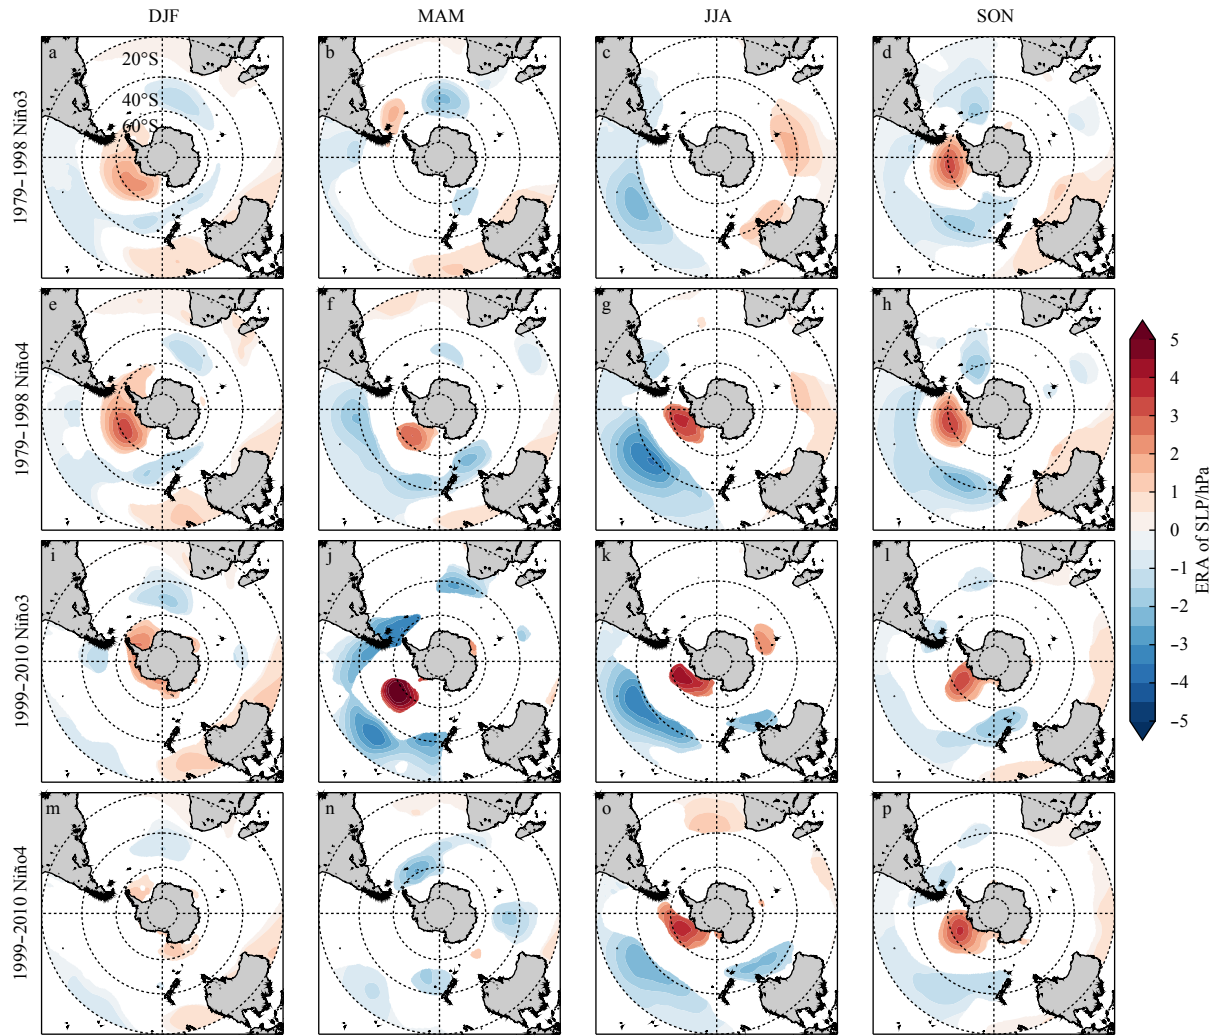 DJF MAM JJA SON
1979−1998 Niño3
a b c d
20°S
40°S
60°S
1979−1998 Niño4
e f g h
1999−2010 Niño3
i j k l
1999−2010 Niño4
m n o p
5
4
3
2
1
0
−1
−2
−3
−4
−5
ERA of SLP/hPa